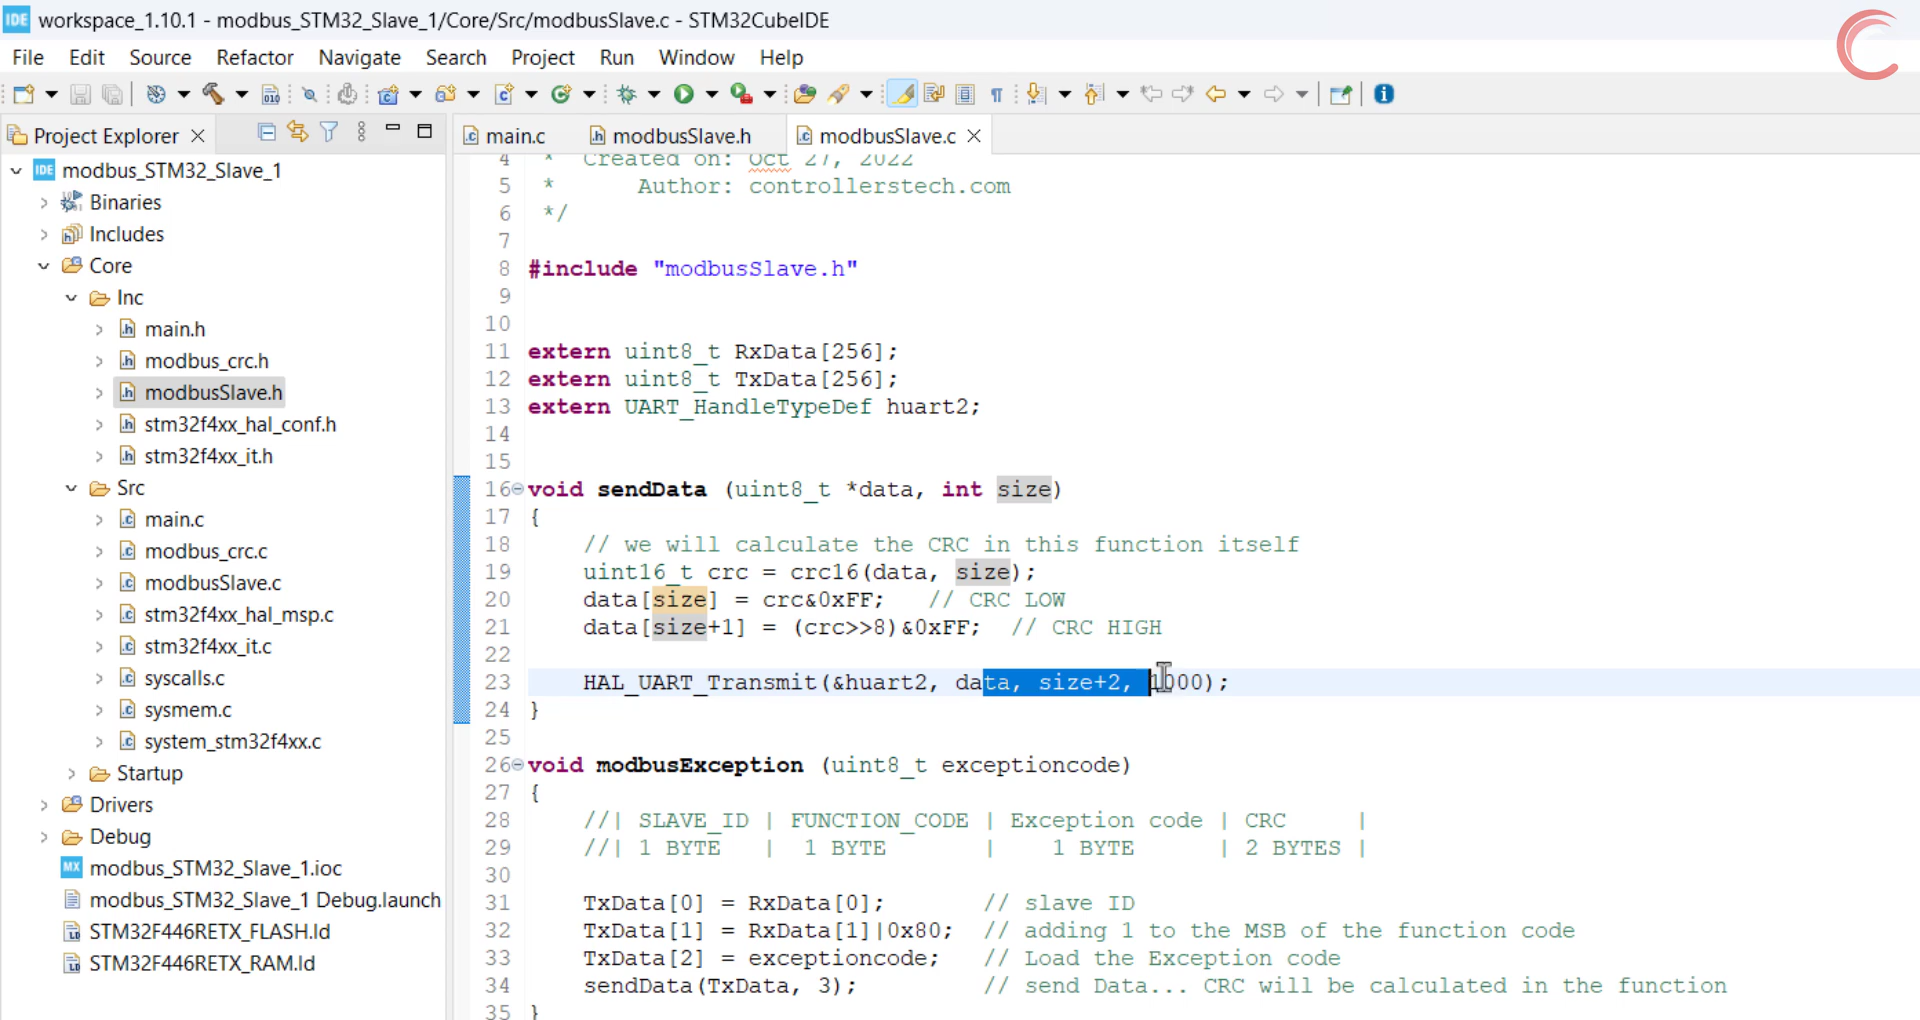 workspace_1.10.1 - modbus_STM32_Slave_1/Core/Src/modbusSlave.c - STM32CubeIDE
File Edit Source Refactor Navigate Search Project Run Window Help
Project Explorer
modbus_STM32_Slave_1
Binaries
Includes
Core
Inc
main.h
modbus_crc.h
modbusSlave.h
stm32f4xx_hal_conf.h
stm32f4xx_it.h
Src
main.c
modbus_crc.c
modbusSlave.c
stm32f4xx_hal_msp.c
stm32f4xx_it.c
syscalls.c
sysmem.c
system_stm32f4xx.c
Startup
Drivers
Debug
modbus_STM32_Slave_1.ioc
modbus_STM32_Slave_1 Debug.launch
STM32F446RETX_FLASH.ld
STM32F446RETX_RAM.ld
main.c modbusSlave.h modbusSlave.c
4 * Created on: Oct 27, 2022
5 * Author: controllerstech.com
6 */
7
8 #include "modbusSlave.h"
9
10
11 extern uint8_t RxData[256];
12 extern uint8_t TxData[256];
13 extern UART_HandleTypeDef huart2;
14
15
16 void sendData (uint8_t *data, int size)
17 {
18 // we will calculate the CRC in this function itself
19 uint16_t crc = crc16(data, size);
20 data[size] = crc&0xFF; // CRC LOW
21 data[size+1] = (crc>>8)&0xFF; // CRC HIGH
22
23 HAL_UART_Transmit(&huart2, data, size+2, 1000);
24 }
25
26 void modbusException (uint8_t exceptioncode)
27 {
28 //| SLAVE_ID | FUNCTION_CODE | Exception code | CRC |
29 //| 1 BYTE | 1 BYTE | 1 BYTE | 2 BYTES |
30
31 TxData[0] = RxData[0]; // slave ID
32 TxData[1] = RxData[1]|0x80; // adding 1 to the MSB of the function code
33 TxData[2] = exceptioncode; // Load the Exception code
34 sendData(TxData, 3); // send Data... CRC will be calculated in the function
35 }